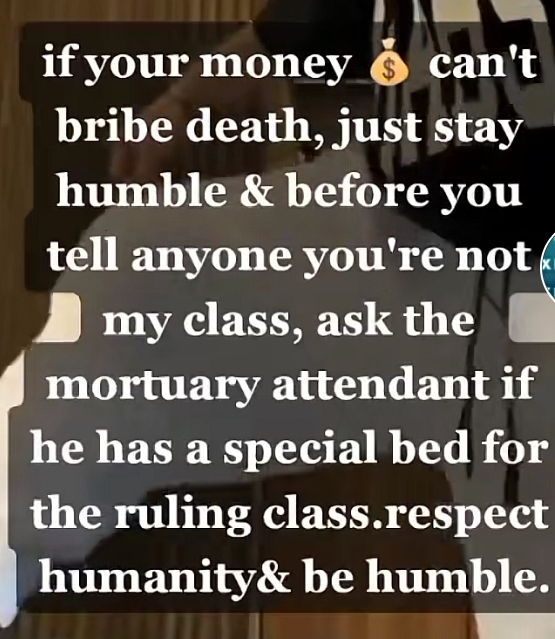 if your money 💰 can't
bribe death, just stay
humble & before you
tell anyone you're not
my class, ask the
mortuary attendant if
he has a special bed for
the ruling class.respect
humanity& be humble.